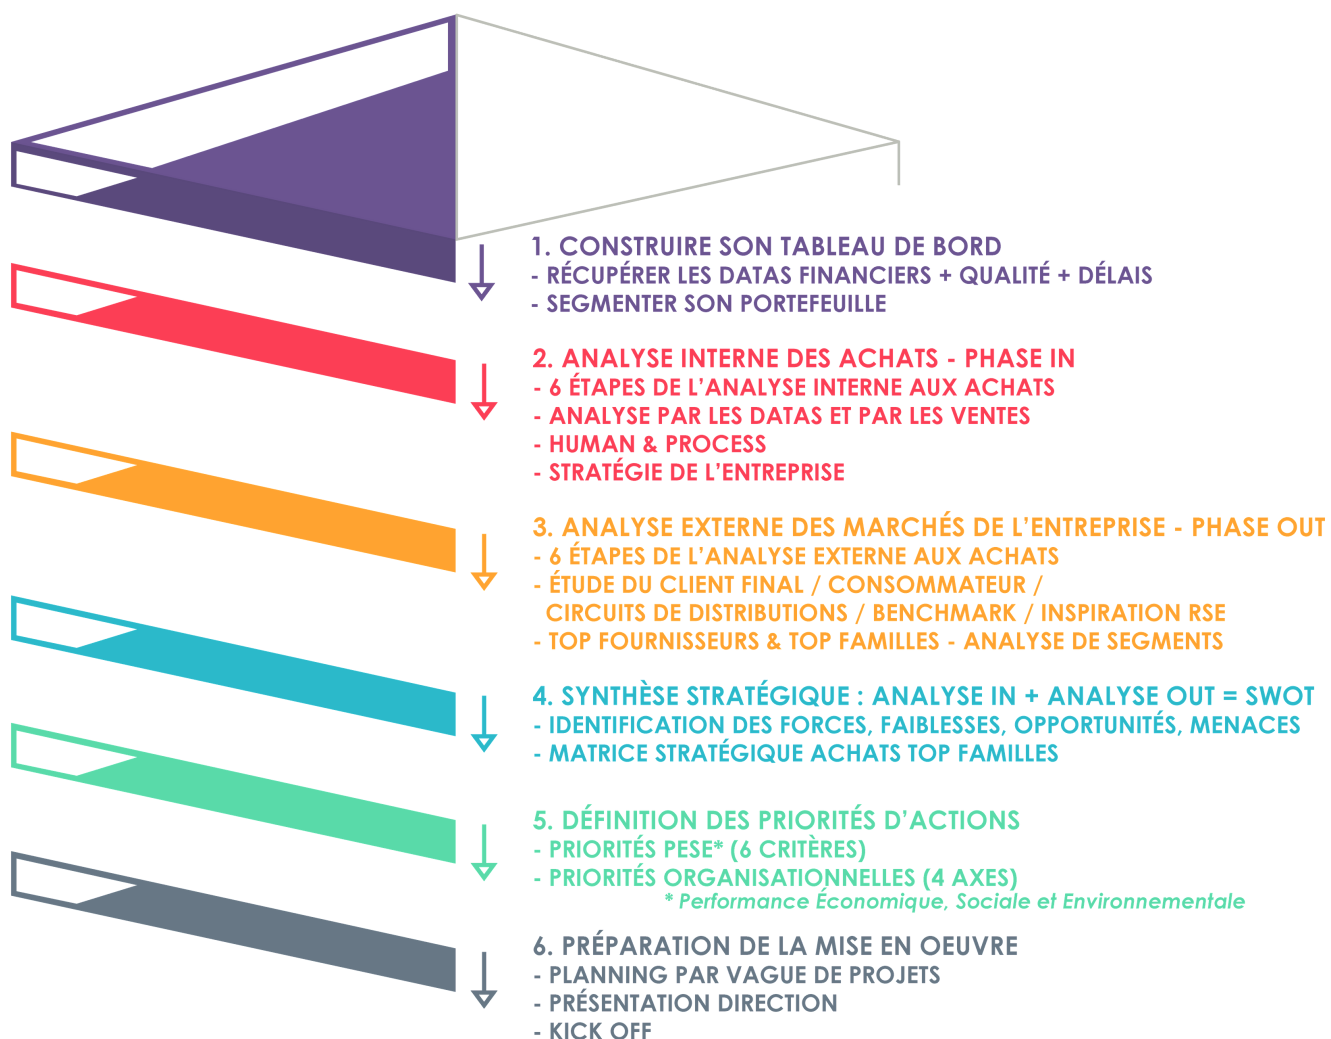 1. CONSTRUIRE SON TABLEAU DE BORD
- RÉCUPÉRER LES DATAS FINANCIERS + QUALITÉ + DÉLAIS
- SEGMENTER SON PORTEFEUILLE
2. ANALYSE INTERNE DES ACHATS - PHASE IN
- 6 ÉTAPES DE L’ANALYSE INTERNE AUX ACHATS
- ANALYSE PAR LES DATAS ET PAR LES VENTES
- HUMAN & PROCESS
- STRATÉGIE DE L’ENTREPRISE
3. ANALYSE EXTERNE DES MARCHÉS DE L’ENTREPRISE - PHASE OUT
- 6 ÉTAPES DE L’ANALYSE EXTERNE AUX ACHATS
- ÉTUDE DU CLIENT FINAL / CONSOMMATEUR /
CIRCUITS DE DISTRIBUTIONS / BENCHMARK / INSPIRATION RSE
- TOP FOURNISSEURS & TOP FAMILLES - ANALYSE DE SEGMENTS
4. SYNTHÈSE STRATÉGIQUE : ANALYSE IN + ANALYSE OUT = SWOT
- IDENTIFICATION DES FORCES, FAIBLESSES, OPPORTUNITÉS, MENACES
- MATRICE STRATÉGIQUE ACHATS TOP FAMILLES
5. DÉFINITION DES PRIORITÉS D’ACTIONS
- PRIORITÉS PESE* (6 CRITÈRES)
- PRIORITÉS ORGANISATIONNELLES (4 AXES)
* Performance Économique, Sociale et Environnementale
6. PRÉPARATION DE LA MISE EN OEUVRE
- PLANNING PAR VAGUE DE PROJETS
- PRÉSENTATION DIRECTION
- KICK OFF